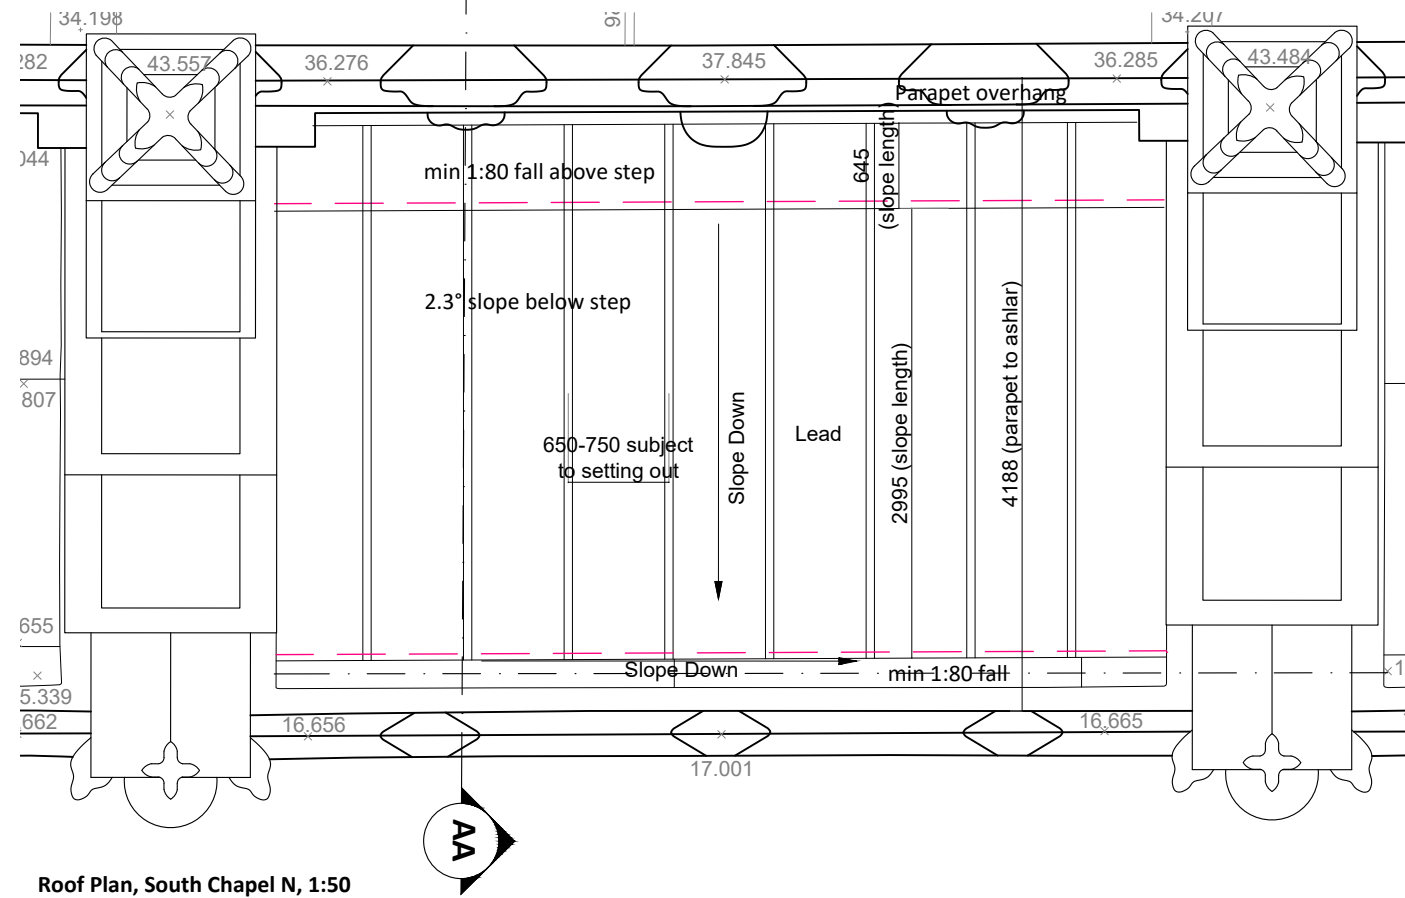 34.198
34.207
282
43.557
36.276
37.845
36.285
43.484
Parapet overhang
044
min 1:80 fall above step
645
(slope length)
2.3° slope below step
894
807
650-750 subject
to setting out
Slope Down
Lead
2995 (slope length)
4188 (parapet to ashlar)
655
Slope Down
min 1:80 fall
5.339
662
16.656
16.665
17.001
AA
Roof Plan, South Chapel N, 1:50